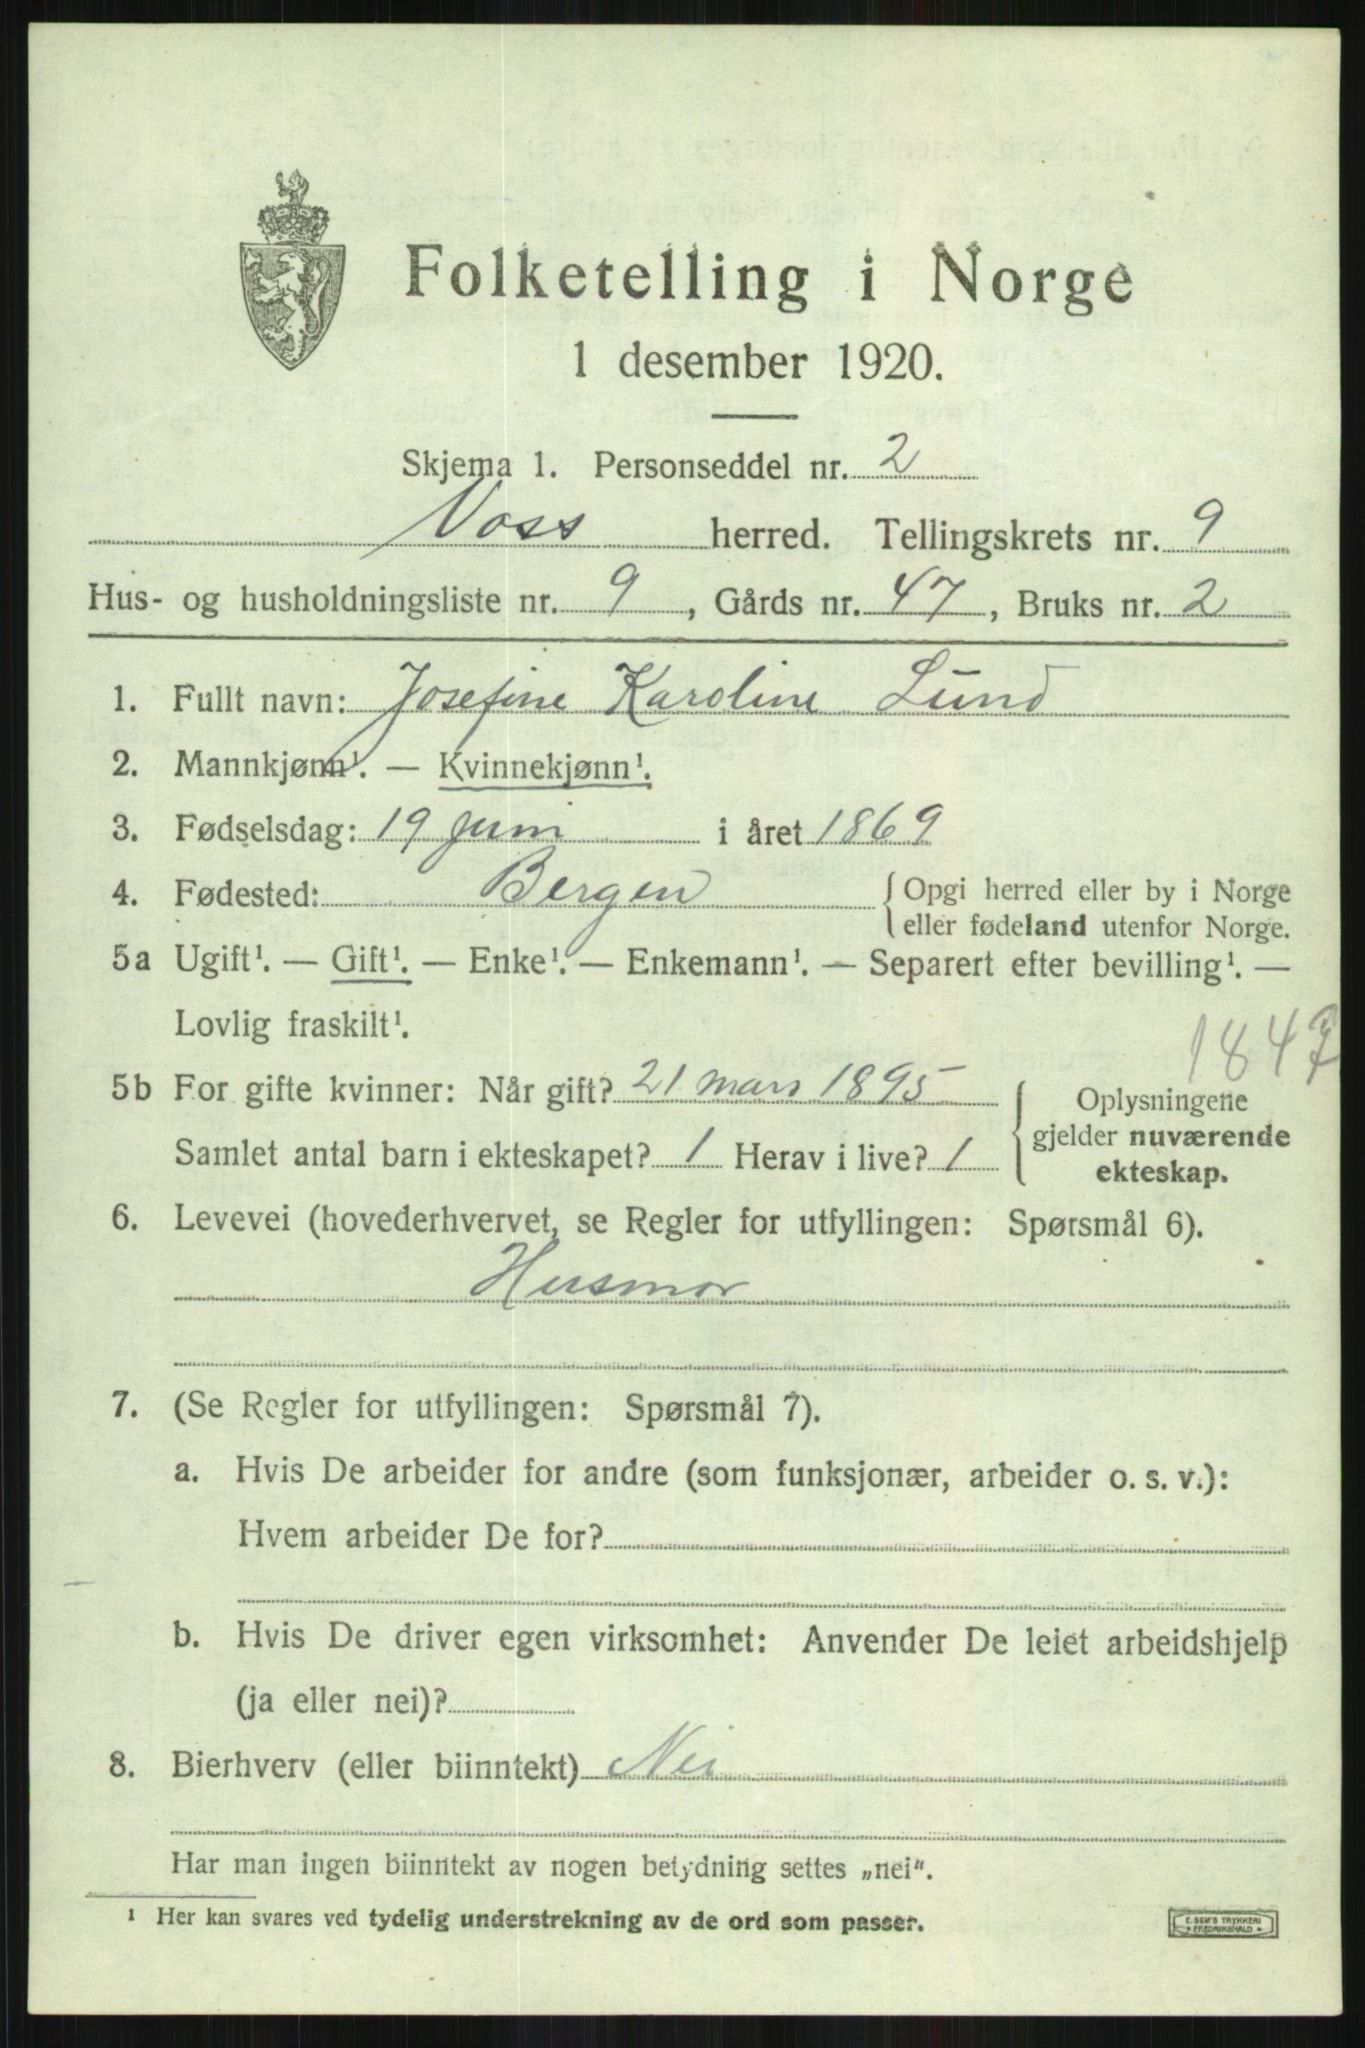 Folketelling i Norge
1 desember 1920.
Skjema 1. Personseddel nr. 2
Voss herred. Tellingskrets nr. 9
Hus- og husholdningsliste nr. 9, Gårds nr. 47, Bruks nr. 2
1. Fullt navn: Josefine Karoline Lund
2. Mannkjønn¹. — Kvinnekjønn¹.
3. Fødselsdag: 19 juni i året 1869
4. Fødested: Bergen { Opgi herred eller by i Norge
eller fødeland utenfor Norge.
5a Ugift¹. — Gift¹. — Enke¹. — Enkemann¹. — Separert efter bevilling¹. —
Lovlig fraskilt¹.
1847
5b For gifte kvinner: Når gift? 21 mars 1895 { Oplysningene
gjelder nuværende
ekteskap.
Samlet antal barn i ekteskapet? 1 Herav i live? 1
6. Levevei (hovederhvervet, se Regler for utfyllingen: Spørsmål 6).
Husmor
7. (Se Regler for utfyllingen: Spørsmål 7).
a. Hvis De arbeider for andre (som funksjonær, arbeider o. s. v.):
Hvem arbeider De for?
b. Hvis De driver egen virksomhet: Anvender De leiet arbeidshjelp
(ja eller nei)?
8. Bierhverv (eller biinntekt) Nei
Har man ingen biinntekt av nogen betydning settes „nei“.
¹ Her kan svares ved tydelig understrekning av de ord som passer.
E. SEM'S TRYKKERI
FREDRIKSHALD